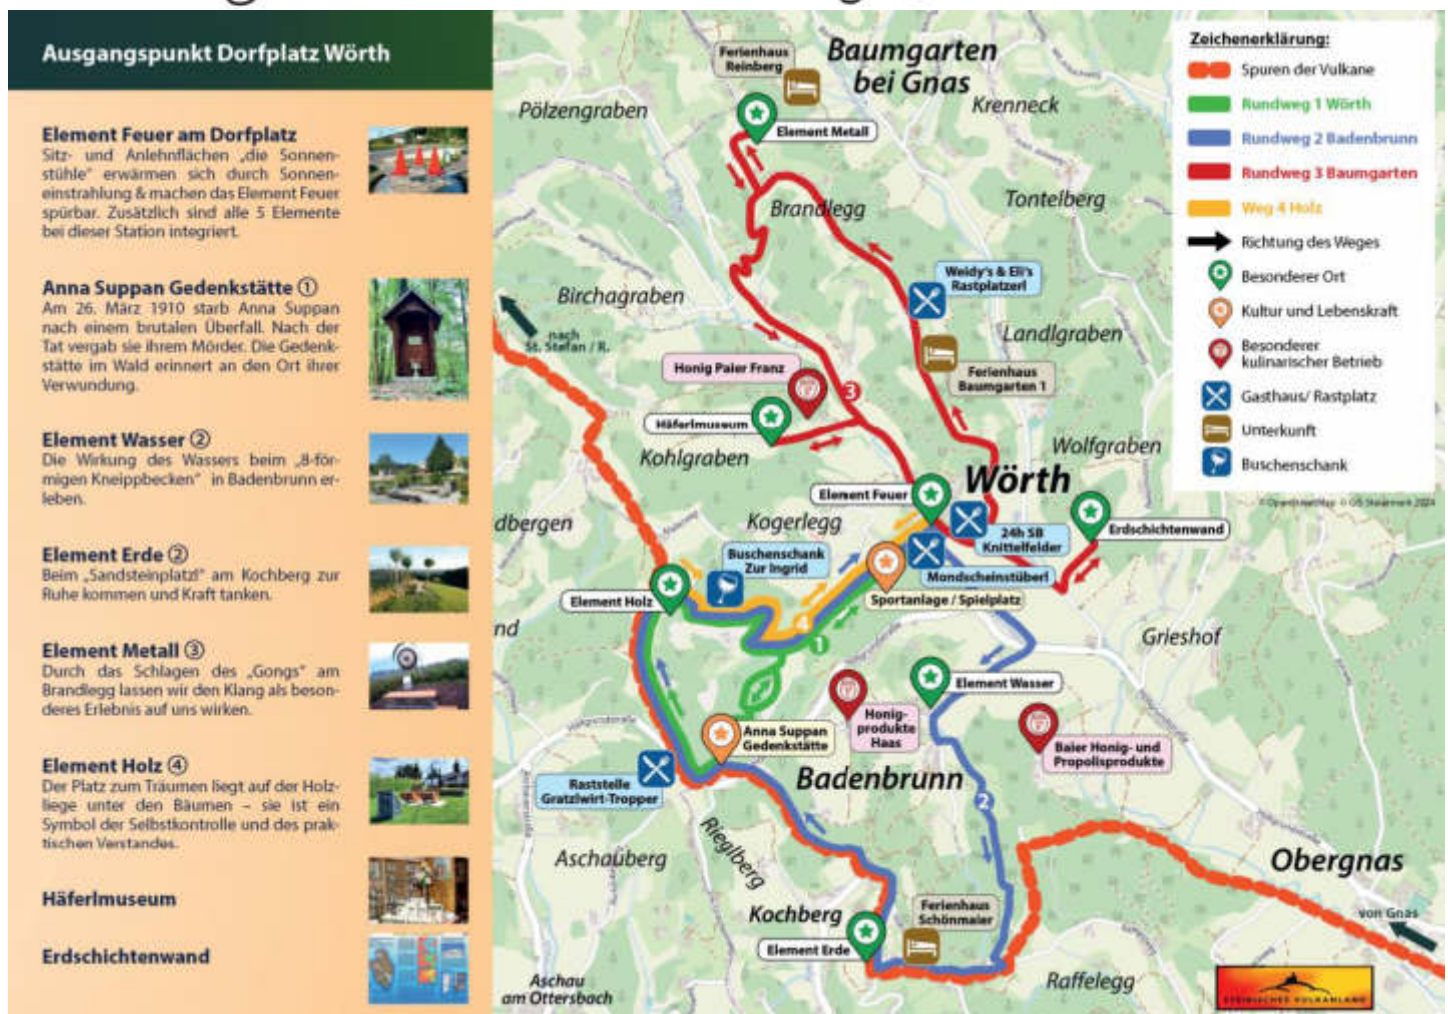 Ausgangspunkt Dorfplatz Wörth
Element Feuer am Dorfplatz
Sitz- und Anlehnflächen „die Sonnen-
stühle" erwärmen sich durch Sonnen-
einstrahlung & machen das Element Feuer
spürbar. Zusätzlich sind alle 5 Elemente
bei dieser Station integriert.
Anna Suppan Gedenkstätte ①
Am 26. März 1910 starb Anna Suppan
nach einem brutalen Überfall. Nach der
Tat vergab sie ihrem Mörder. Die Gedenk-
stätte im Wald erinnert an den Ort ihrer
Verwundung.
Element Wasser ②
Die Wirkung des Wassers beim „8-för-
migen Kneippbecken" in Badenbrunn er-
leben.
Element Erde ②
Beim „Sandsteinplatzl" am Kochberg zur
Ruhe kommen und Kraft tanken.
Element Metall ③
Durch das Schlagen des „Gongs" am
Brandlegg lassen wir den Klang als beson-
deres Erlebnis auf uns wirken.
Element Holz ④
Der Platz zum Träumen liegt auf der Holz-
liege unter den Bäumen – sie ist ein
Symbol der Selbstkontrolle und des prak-
tischen Verstandes.
Häferlmuseum
Erdschichtenwand
Ferienhaus
Reinberg
Baumgarten
bei Gnas
Pölzengraben
Krenneck
Element Metall
Brandlegg
Tontelberg
Birchagraben
Weidy's & Eli's
Rastplatzerl
Landlgraben
nach
St. Stefan / R.
Honig Paier Franz
Ferienhaus
Baumgarten 1
3
Häferlmuseum
Kohlgraben
Wolfgraben
Wörth
Element Feuer
Kogerlegg
dbergen
Erdschichtenwand
24h SB
Knittelfelder
Buschenschank
Zur Ingrid
Mondscheinstüberl
Element Holz
Sportanlage / Spielplatz
nd
4
1
Grieshof
Element Wasser
Honig-
produkte
Haas
Anna Suppan
Gedenkstätte
Baier Honig- und
Propolisprodukte
Raststelle
Gratzlwirt-Tropper
Badenbrunn
2
Aschauberg
Rieglberg
Obergnas
Kochberg
Ferienhaus
Schönmaier
von Gnas
Element Erde
Aschau
am Ottersbach
Raffelegg
Zeichenerklärung:
Spuren der Vulkane
Rundweg 1 Wörth
Rundweg 2 Badenbrunn
Rundweg 3 Baumgarten
Weg 4 Holz
Richtung des Weges
Besonderer Ort
Kultur und Lebenskraft
Besonderer
kulinarischer Betrieb
Gasthaus/ Rastplatz
Unterkunft
Buschenschank
© OpenStreetMap © GIS Steiermark 2024
STEIRISCHES VULKANLAND